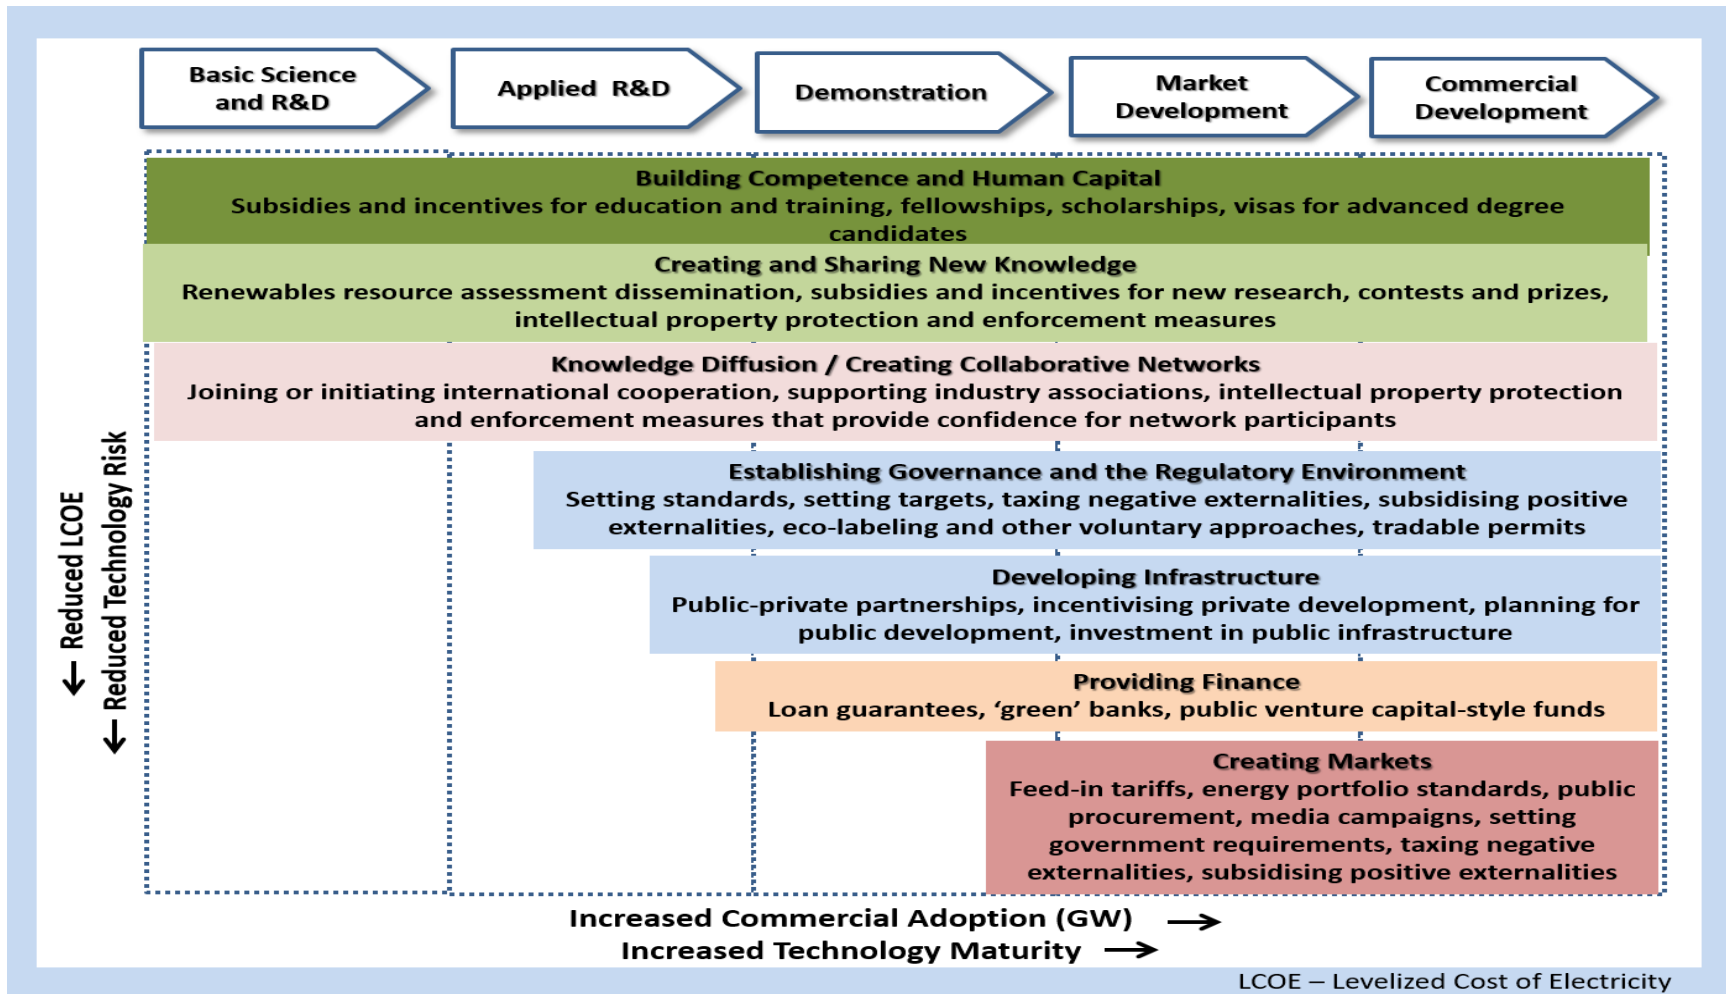 Basic Science
and R&D
Applied R&D
Demonstration
Market
Development
Commercial
Development
Building Competence and Human Capital
Subsidies and incentives for education and training, fellowships, scholarships, visas for advanced degree
candidates
Creating and Sharing New Knowledge
Renewables resource assessment dissemination, subsidies and incentives for new research, contests and prizes,
intellectual property protection and enforcement measures
Knowledge Diffusion / Creating Collaborative Networks
Joining or initiating international cooperation, supporting industry associations, intellectual property protection
and enforcement measures that provide confidence for network participants
Establishing Governance and the Regulatory Environment
Setting standards, setting targets, taxing negative externalities, subsidising positive
externalities, eco-labeling and other voluntary approaches, tradable permits
Developing Infrastructure
Public-private partnerships, incentivising private development, planning for
public development, investment in public infrastructure
Providing Finance
Loan guarantees, ‘green’ banks, public venture capital-style funds
Creating Markets
Feed-in tariffs, energy portfolio standards, public
procurement, media campaigns, setting
government requirements, taxing negative
externalities, subsidising positive externalities
← Reduced LCOE
← Reduced Technology Risk
Increased Commercial Adoption (GW) →
Increased Technology Maturity →
LCOE – Levelized Cost of Electricity